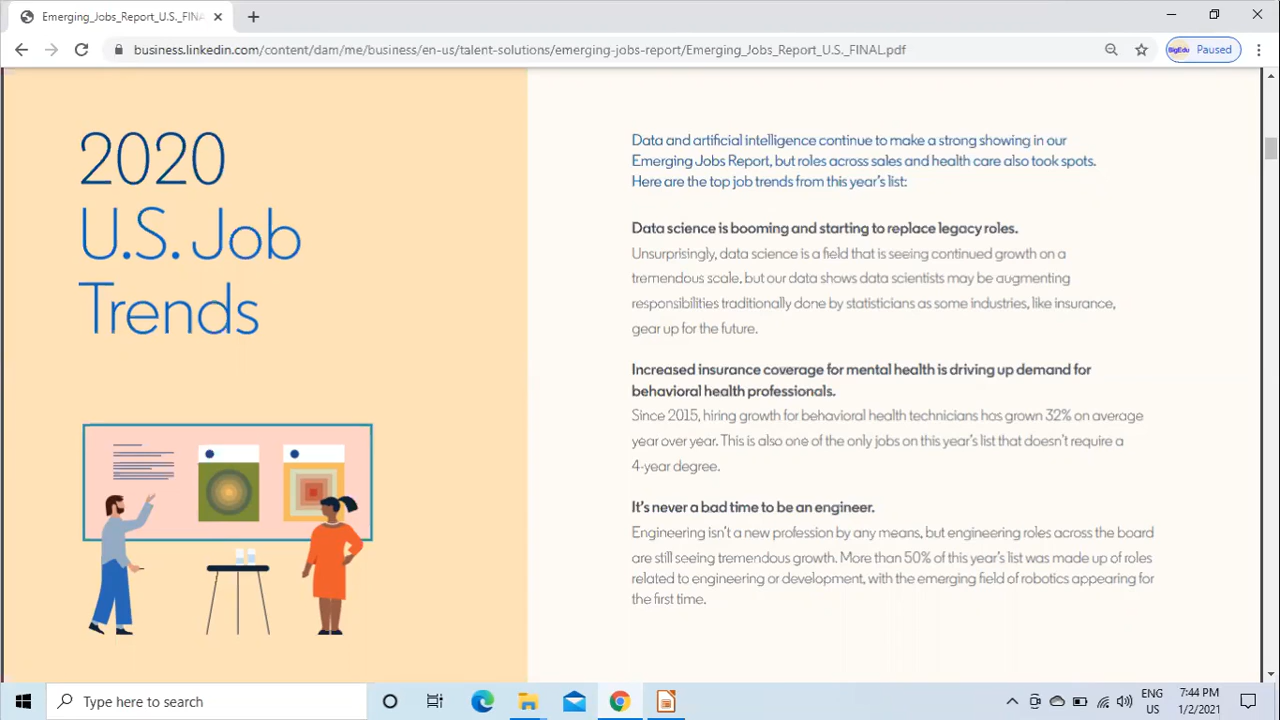 Emerging_Jobs_Report_U.S._FINA
business.linkedin.com/content/dam/me/business/en-us/talent-solutions/emerging-jobs-report/Emerging_Jobs_Report_U.S._FINAL.pdf
BigEdu
Paused
2020
U.S. Job
Trends
Data and artificial intelligence continue to make a strong showing in our
Emerging Jobs Report, but roles across sales and health care also took spots.
Here are the top job trends from this year's list:
Data science is booming and starting to replace legacy roles.
Unsurprisingly, data science is a field that is seeing continued growth on a
tremendous scale, but our data shows data scientists may be augmenting
responsibilities traditionally done by statisticians as some industries, like insurance,
gear up for the future.
Increased insurance coverage for mental health is driving up demand for
behavioral health professionals.
Since 2015, hiring growth for behavioral health technicians has grown 32% on average
year over year. This is also one of the only jobs on this year's list that doesn't require a
4-year degree.
It's never a bad time to be an engineer.
Engineering isn't a new profession by any means, but engineering roles across the board
are still seeing tremendous growth. More than 50% of this year's list was made up of roles
related to engineering or development, with the emerging field of robotics appearing for
the first time.
Type here to search
ENG
US
7:44 PM
1/2/2021